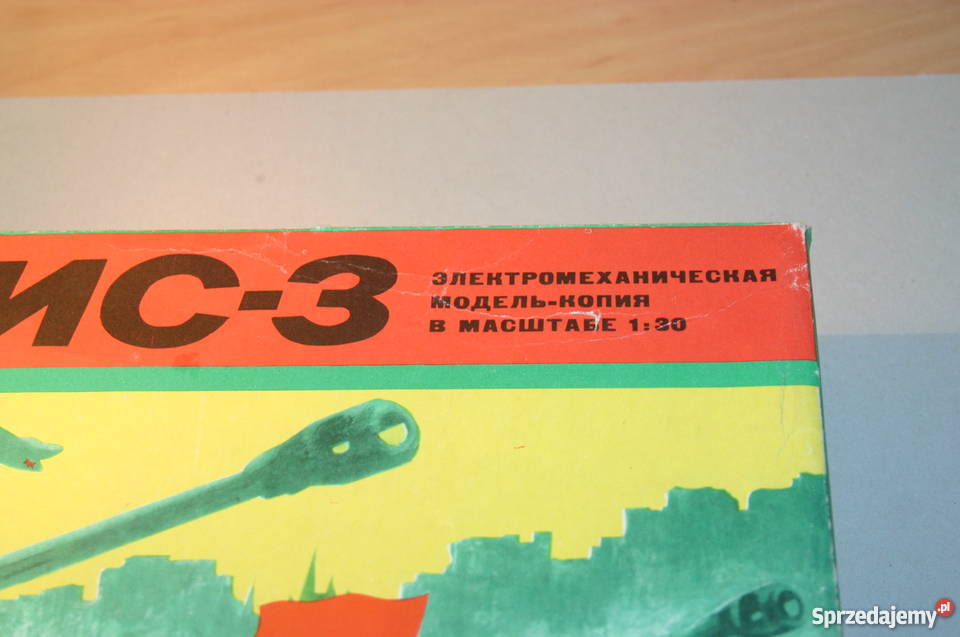 ИС-3
ЭЛЕКТРОМЕХАНИЧЕСКАЯ
МОДЕЛЬ-КОПИЯ
В МАСШТАБЕ 1:30
Sprzedajemy.pl